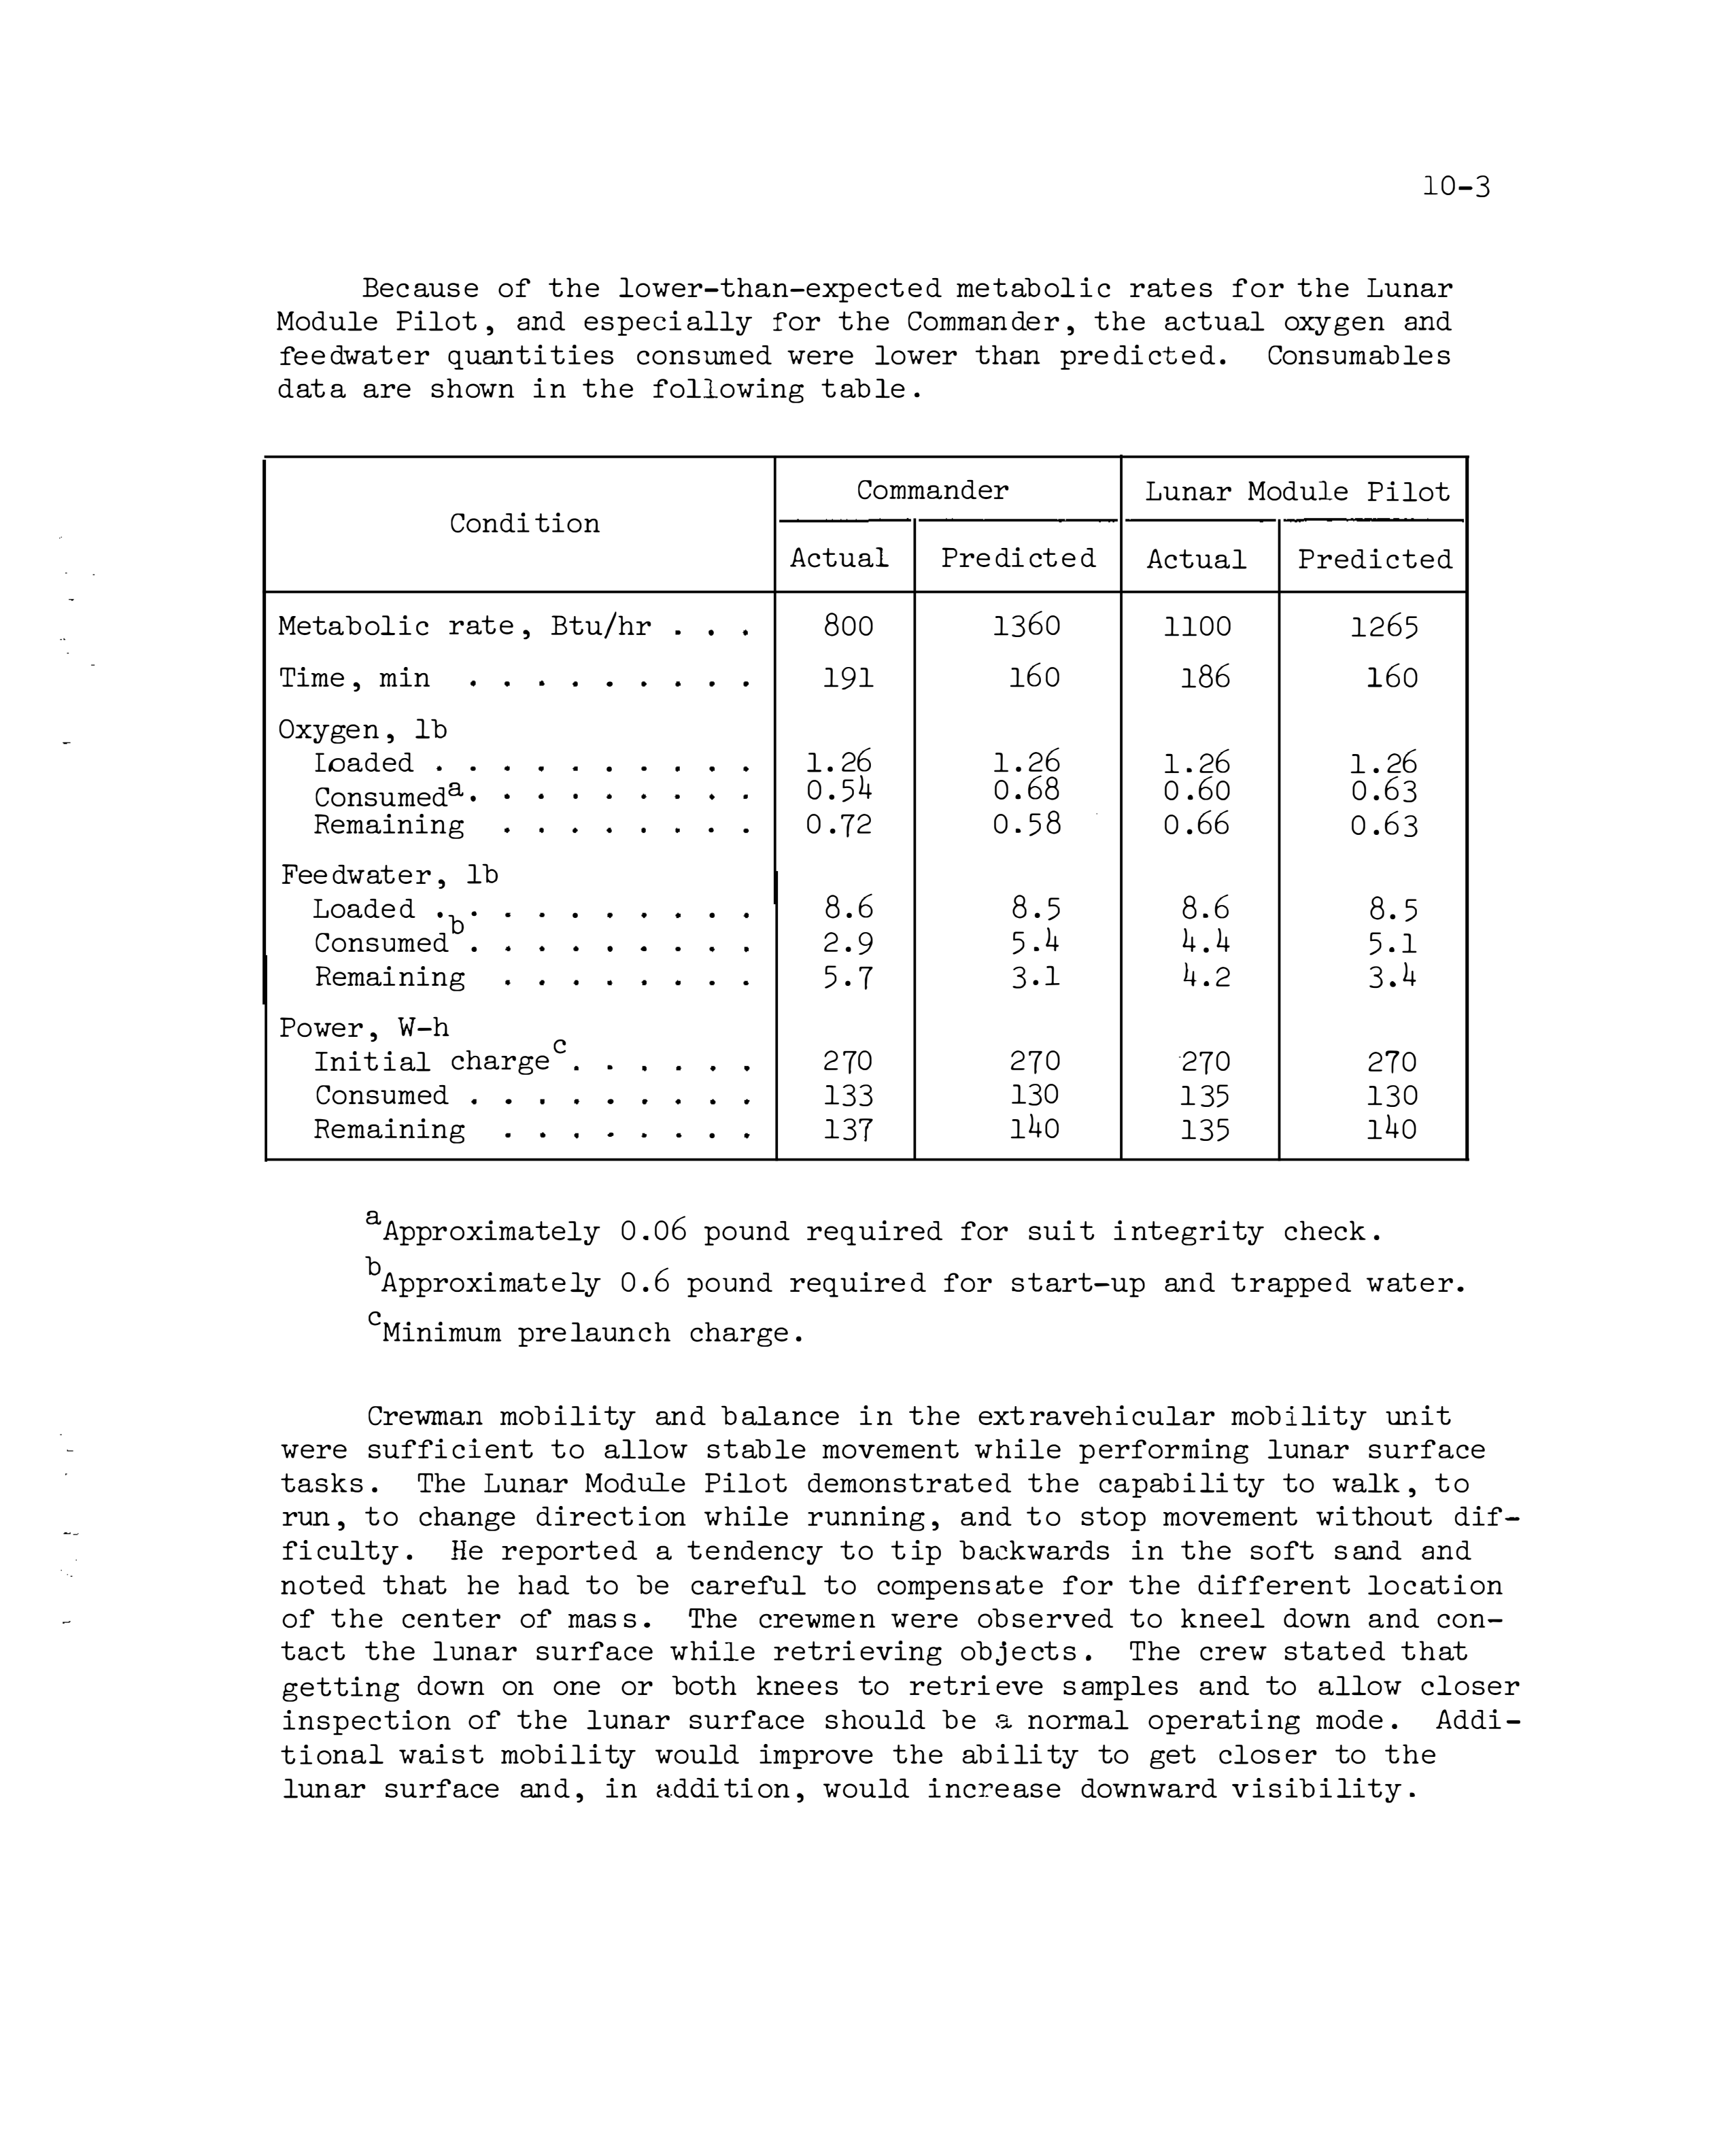 10-3
Because of the lower-than-expected metabolic rates for the Lunar
Module Pilot, and especially for the Commander, the actual oxygen and
feedwater quantities consumed were lower than predicted. Consumables
data are shown in the following table.
Condition Commander Lunar Module Pilot
Actual Predicted Actual Predicted
Metabolic rate, Btu/hr . . . 800 1360 1100 1265
Time, min . . . . . . . . . 191 160 186 160
Oxygen, lb
Loaded . . . . . . . . . . 1.26 1.26 1.26 1.26
Consumedᵃ. . . . . . . . . 0.54 0.68 0.60 0.63
Remaining . . . . . . . . 0.72 0.58 0.66 0.63
Feedwater, lb
Loaded . . . . . . . . . . 8.6 8.5 8.6 8.5
Consumedᵇ. . . . . . . . . 2.9 5.4 4.4 5.1
Remaining . . . . . . . . 5.7 3.1 4.2 3.4
Power, W-h
Initial chargeᶜ. . . . . . 270 270 270 270
Consumed . . . . . . . . . 133 130 135 130
Remaining . . . . . . . . 137 140 135 140
ᵃApproximately 0.06 pound required for suit integrity check.
ᵇApproximately 0.6 pound required for start-up and trapped water.
ᶜMinimum prelaunch charge.
Crewman mobility and balance in the extravehicular mobility unit
were sufficient to allow stable movement while performing lunar surface
tasks. The Lunar Module Pilot demonstrated the capability to walk, to
run, to change direction while running, and to stop movement without dif-
ficulty. He reported a tendency to tip backwards in the soft sand and
noted that he had to be careful to compensate for the different location
of the center of mass. The crewmen were observed to kneel down and con-
tact the lunar surface while retrieving objects. The crew stated that
getting down on one or both knees to retrieve samples and to allow closer
inspection of the lunar surface should be a normal operating mode. Addi-
tional waist mobility would improve the ability to get closer to the
lunar surface and, in addition, would increase downward visibility.